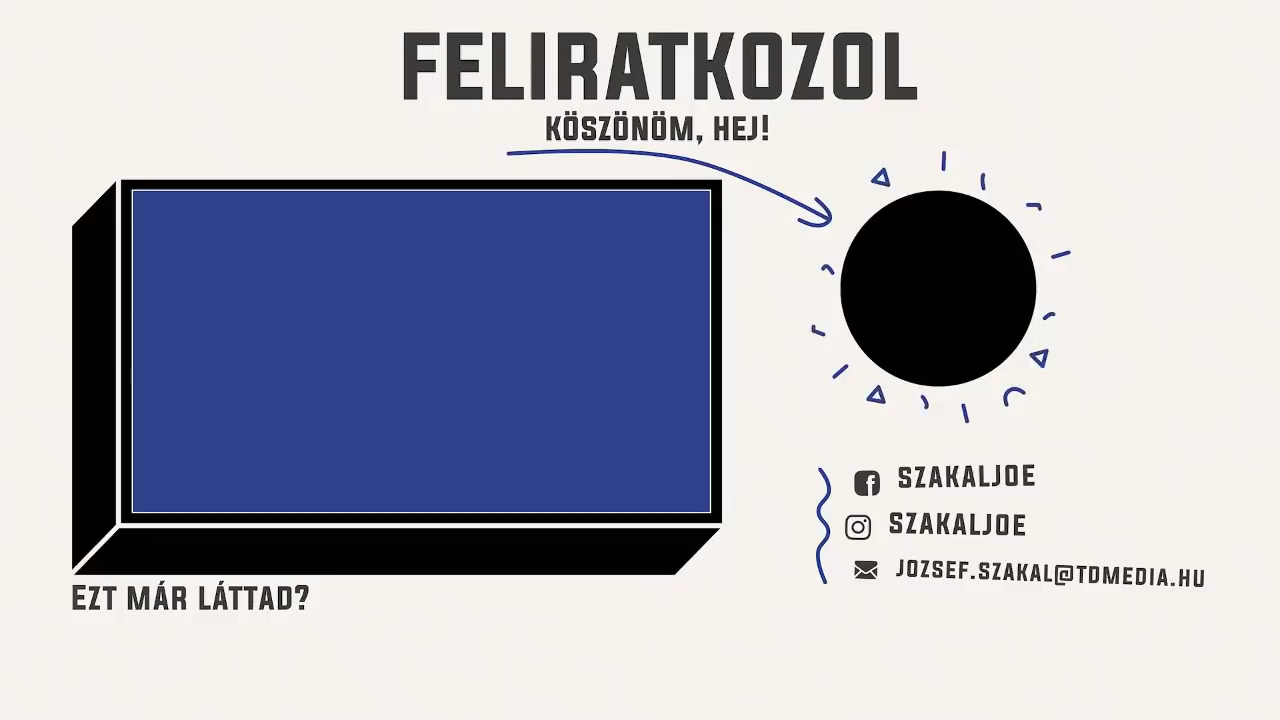 FELIRATKOZOL
KÖSZÖNÖM, HEJ!
SZAKALJOE
SZAKALJOE
JOZSEF.SZAKAL@TDMEDIA.HU
EZT MÁR LÁTTAD?